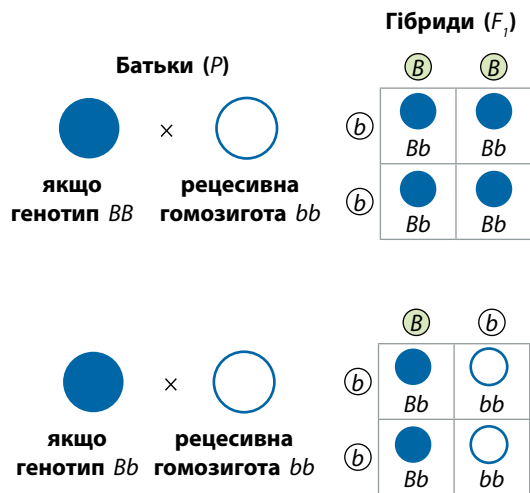 Гібриди (F₁)
Батьки (P)
B B
×
b
Bb Bb
якщо рецесивна
генотип BB гомозигота bb
b
Bb Bb
B b
×
b
Bb bb
якщо рецесивна
генотип Bb гомозигота bb
b
Bb bb